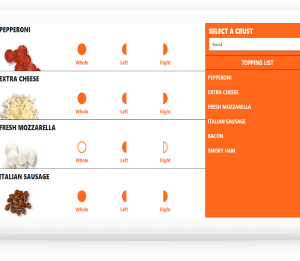 PEPPERONI
Whole Left Right
EXTRA CHEESE
Whole Left Right
FRESH MOZZARELLA
Whole Left Right
ITALIAN SAUSAGE
Whole Left Right
SELECT A CRUST
TOPPING LIST
PEPPERONI
EXTRA CHEESE
FRESH MOZZARELLA
ITALIAN SAUSAGE
BACON
SMOKY HAM